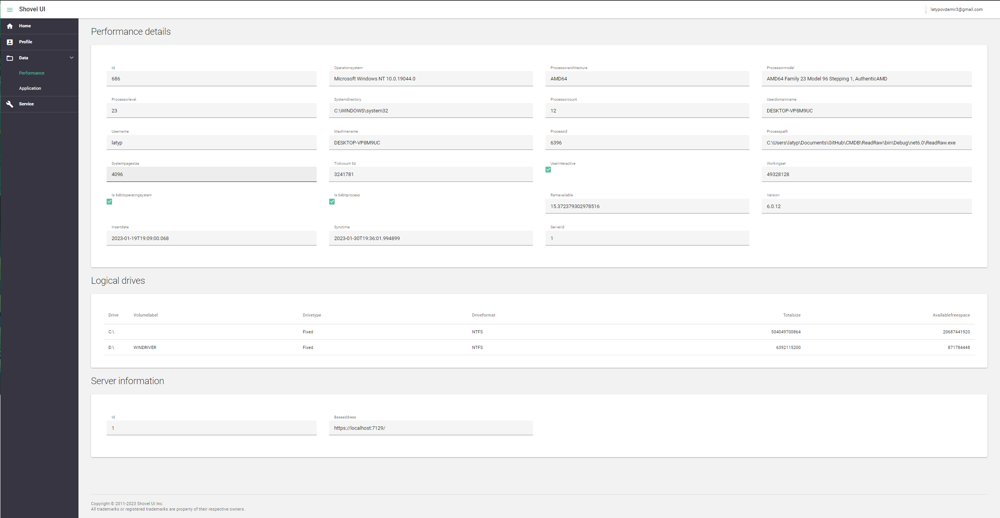 Shovel UI
latypovdamir3@gmail.com
Home
Profile
Data
Performance
Application
Service
Performance details
Id
Operationsystem
Processorarchitecture
Processormodel
686
Microsoft Windows NT 10.0.19044.0
AMD64
AMD64 Family 23 Model 96 Stepping 1, AuthenticAMD
Processorlevel
Systemdirectory
Processorcount
Userdomainname
23
C:\WINDOWS\system32
12
DESKTOP-VP8M9UC
Username
Machinename
Processid
Processpath
latyp
DESKTOP-VP8M9UC
6396
C:\Users\latyp\Documents\GitHub\CMDB\ReadRaw\bin\Debug\net6.0\ReadRaw.exe
Systempagesize
Tickcount 64
Userinteractive
Workingset
4096
3241781
49328128
Is 64bitoperatingsystem
Is 64bitprocess
Ramavailable
Version
15.372379302978516
6.0.12
Insertdate
Synctime
Serverid
2023-01-19T19:09:00.068
2023-01-30T19:36:01.994899
1
Logical drives
Drive Volumelabel Drivetype Driveformat Totalsize Availablefreespace
C:\ Fixed NTFS 504049700864 20687441920
D:\ WINDRIVER Fixed NTFS 6392115200 871784448
Server information
Id
Baseaddress
1
https://localhost:7129/
Copyright © 2011-2023 Shovel UI Inc.
All trademarks or registered trademarks are property of their respective owners.